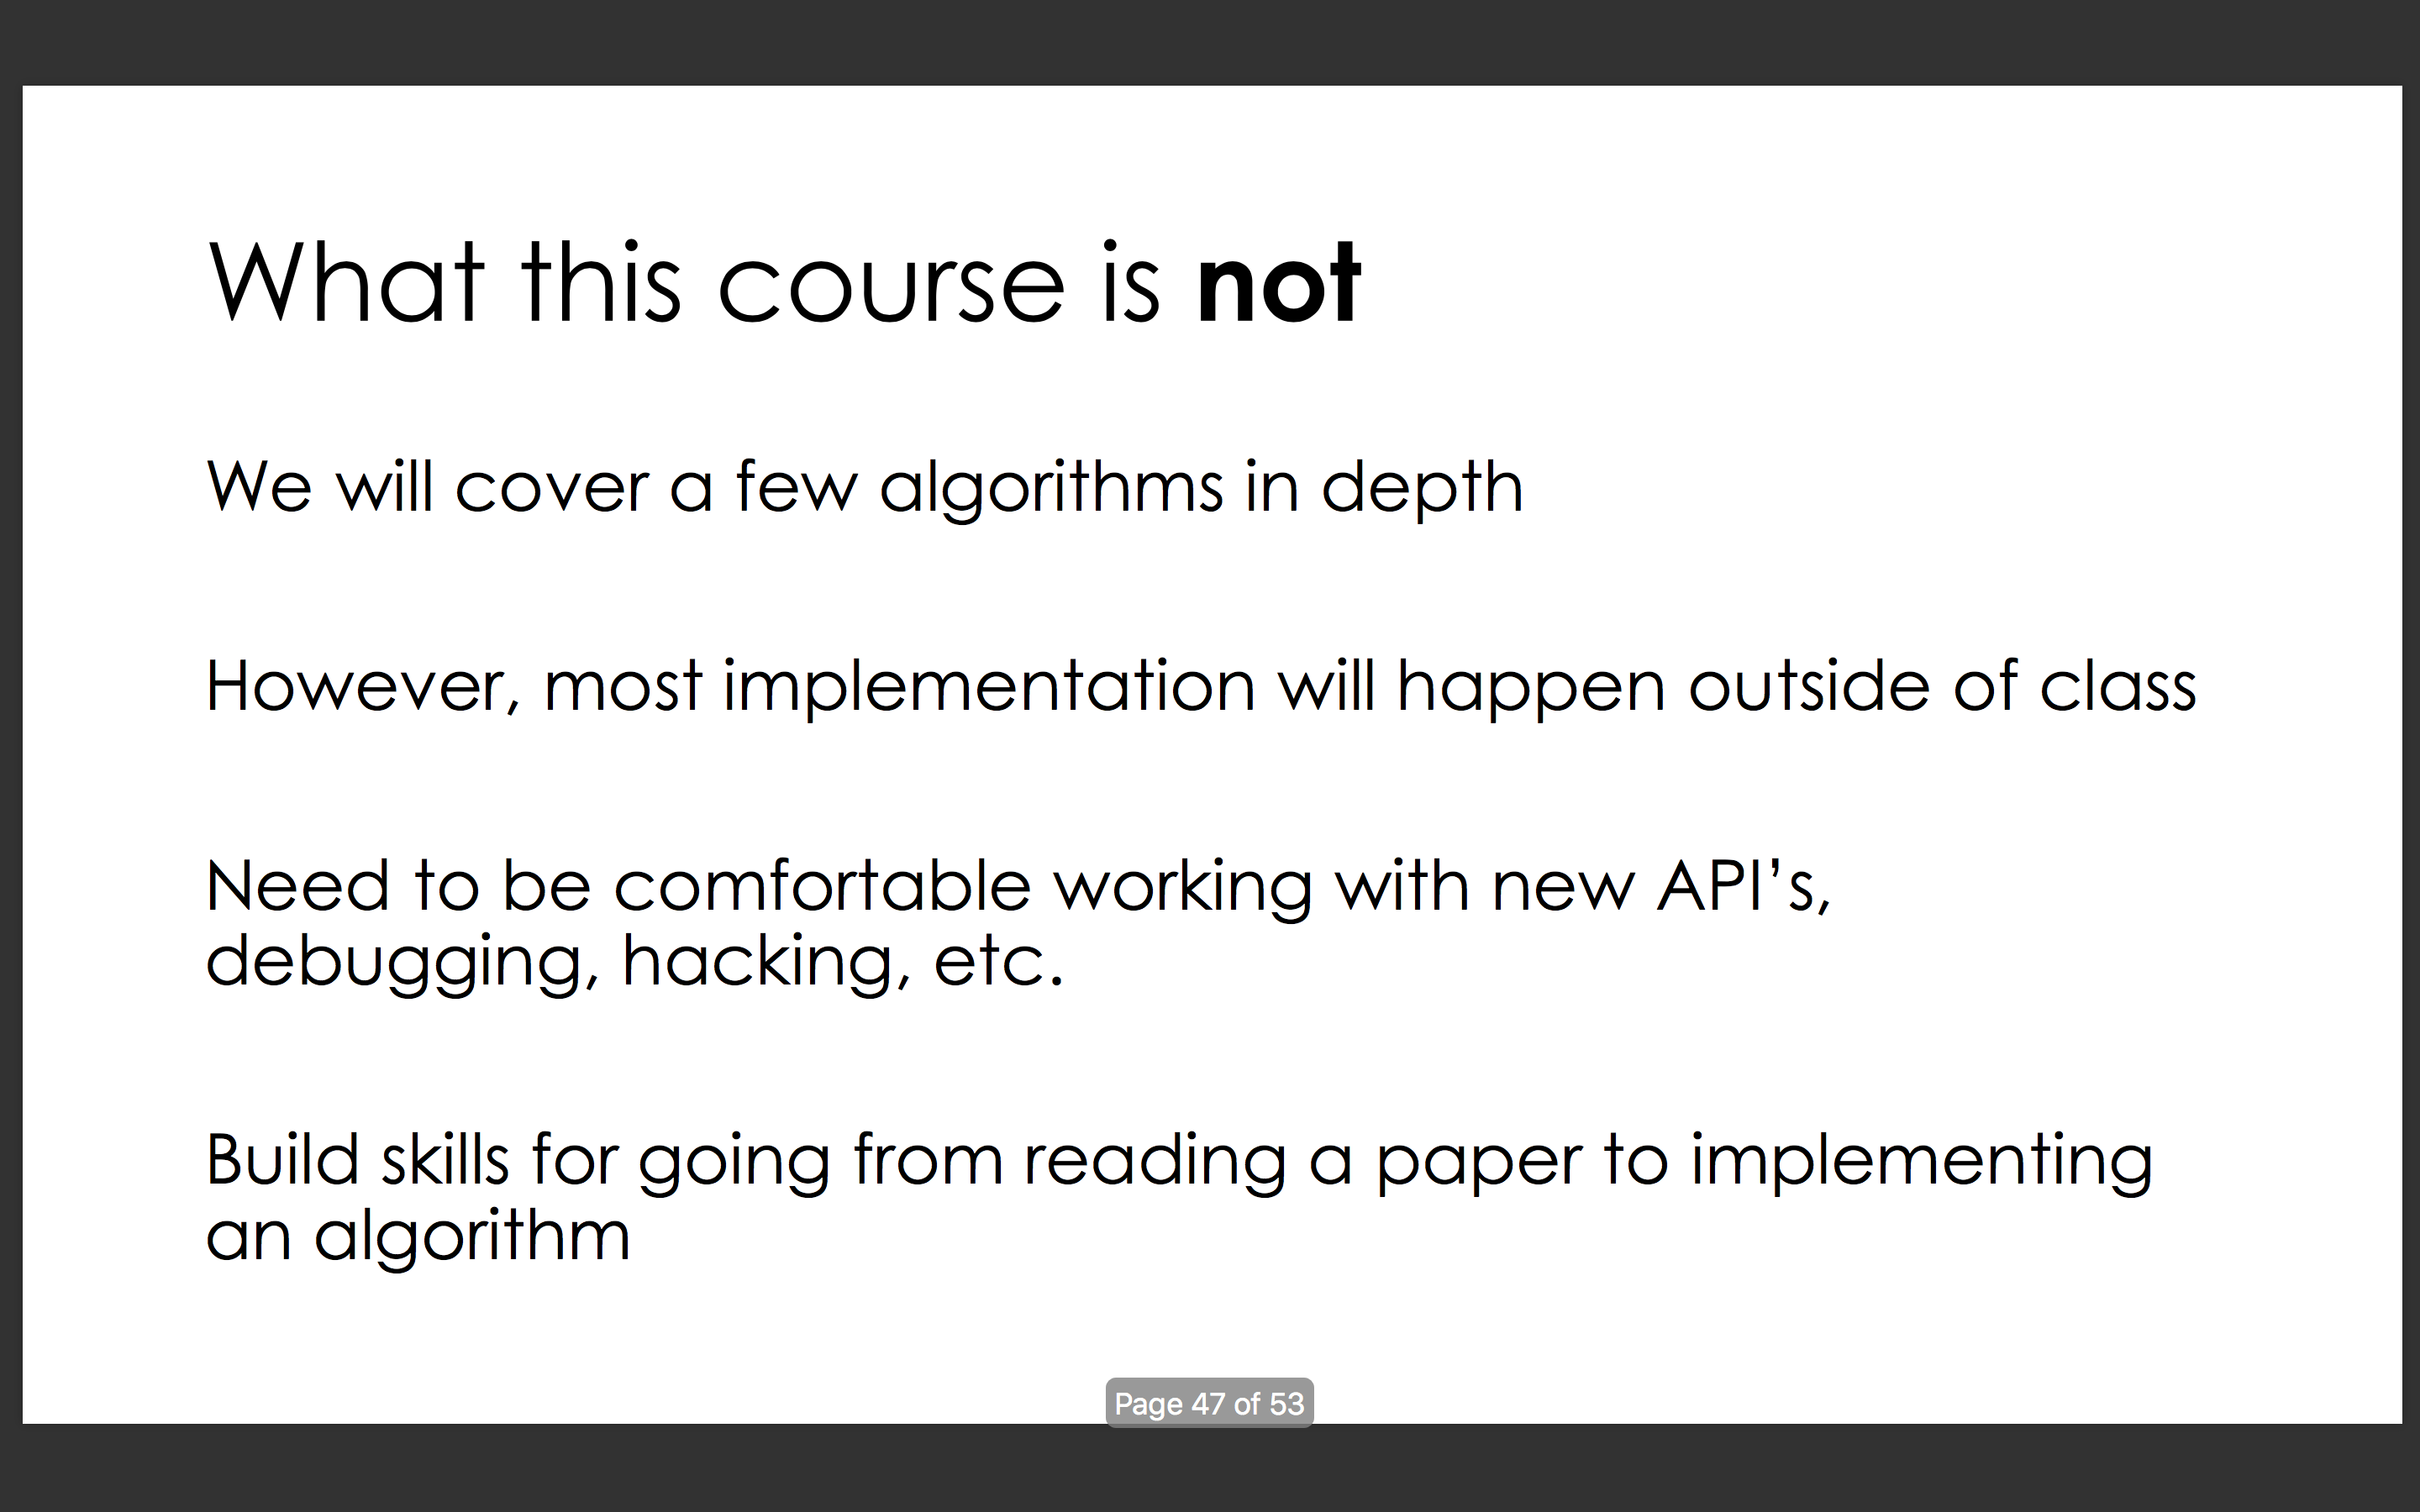 What this course is not
We will cover a few algorithms in depth
However, most implementation will happen outside of class
Need to be comfortable working with new API’s,
debugging, hacking, etc.
Build skills for going from reading a paper to implementing
an algorithm
Page 47 of 53